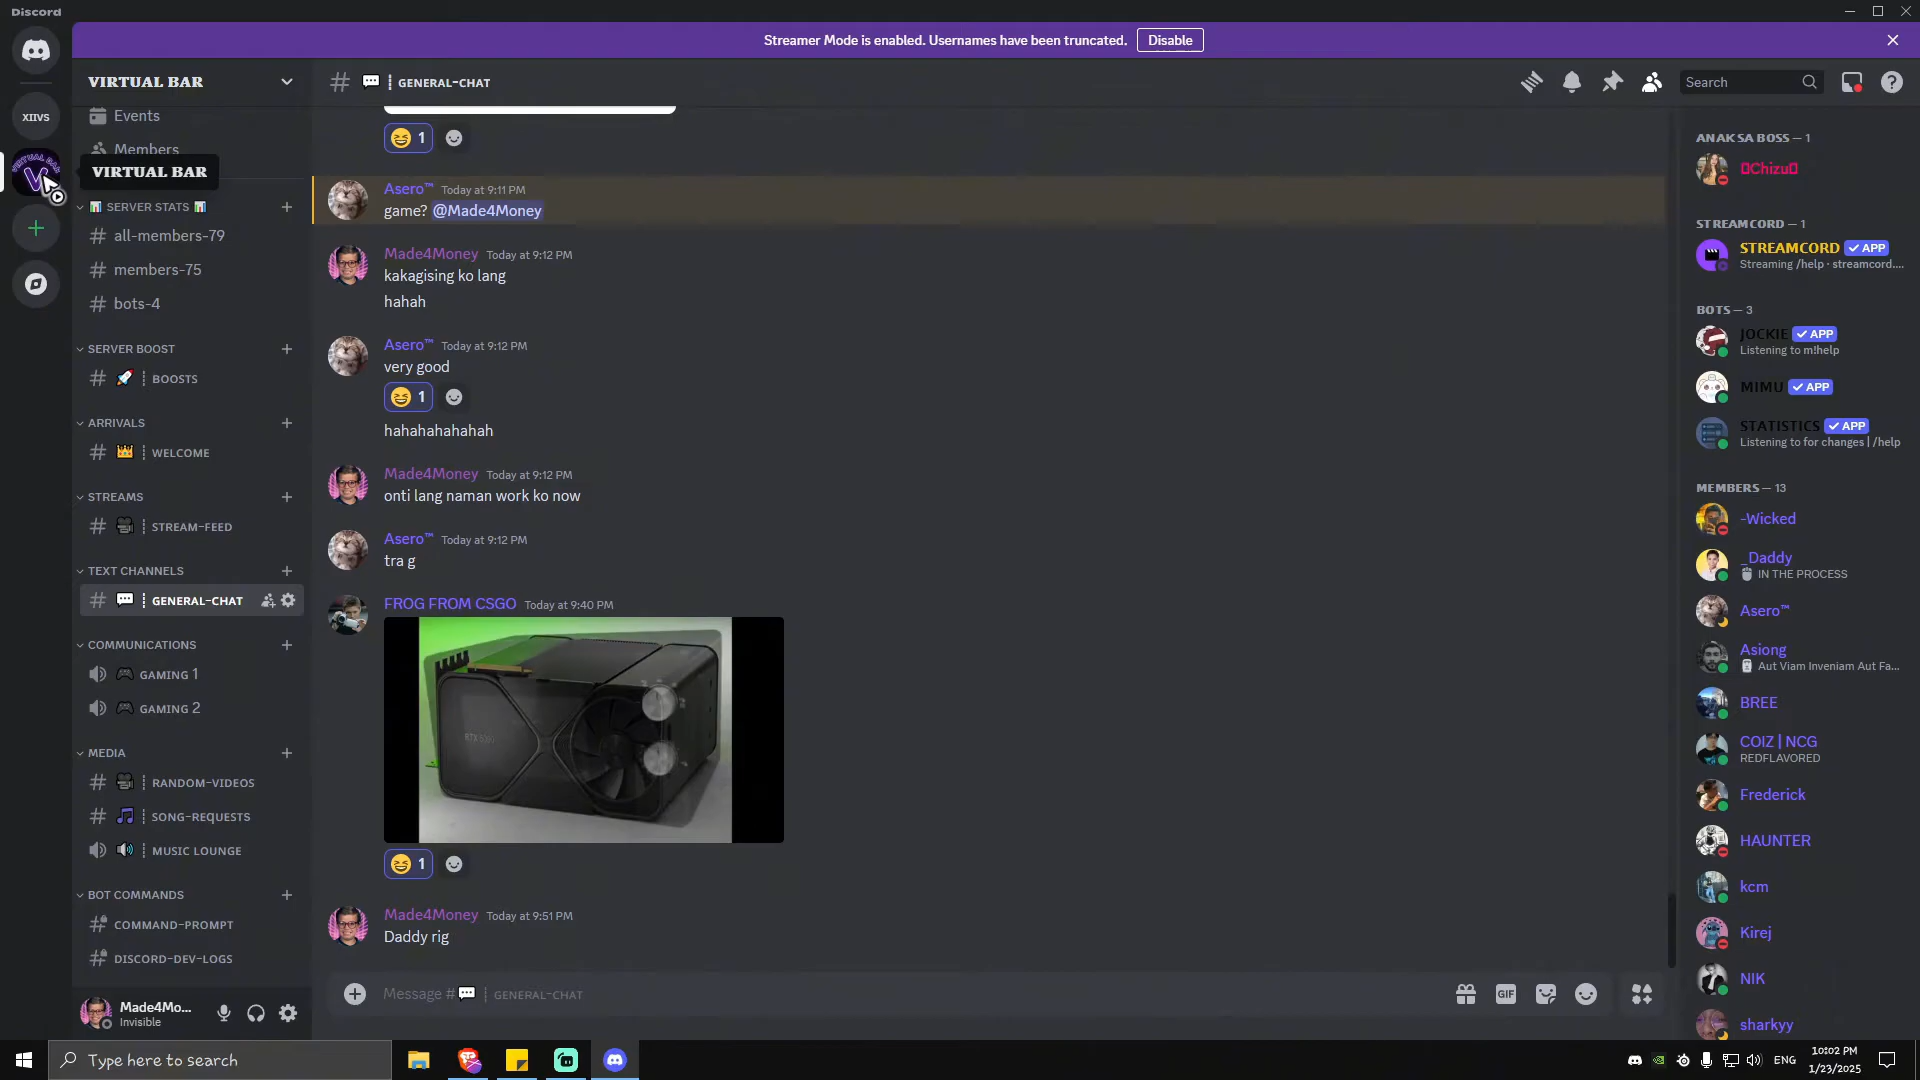 Discord
Streamer Mode is enabled. Usernames have been truncated.
Disable
VIRTUAL BAR
Events
Members
VIRTUAL BAR
XIIVS
SERVER STATS
all-members-79
members-75
bots-4
SERVER BOOST
BOOSTS
ARRIVALS
WELCOME
STREAMS
STREAM-FEED
TEXT CHANNELS
GENERAL-CHAT
COMMUNICATIONS
GAMING 1
GAMING 2
MEDIA
RANDOM-VIDEOS
SONG-REQUESTS
MUSIC LOUNGE
BOT COMMANDS
COMMAND-PROMPT
DISCORD-DEV-LOGS
Made4Mo...
Invisible
GENERAL-CHAT
Search
1
Asero™ Today at 9:11 PM
game? @Made4Money
Made4Money Today at 9:12 PM
kakagising ko lang
hahah
Asero™ Today at 9:12 PM
very good
1
hahahahahahah
Made4Money Today at 9:12 PM
onti lang naman work ko now
Asero™ Today at 9:12 PM
tra g
FROG FROM CSGO Today at 9:40 PM
1
Made4Money Today at 9:51 PM
Daddy rig
Message # GENERAL-CHAT
GIF
ANAK SA BOSS — 1
Chizu
STREAMCORD — 1
STREAMCORD APP
Streaming /help · streamcord....
BOTS — 3
JOCKIE APP
Listening to m!help
MIMU APP
STATISTICS APP
Listening to for changes | /help
MEMBERS — 13
-Wicked
_Daddy
IN THE PROCESS
Asero™
Asiong
Aut Viam Inveniam Aut Fa...
BREE
COIZ | NCG
REDFLAVORED
Frederick
HAUNTER
kcm
Kirej
NIK
sharkyy
Type here to search
ENG
10:02 PM
1/23/2025